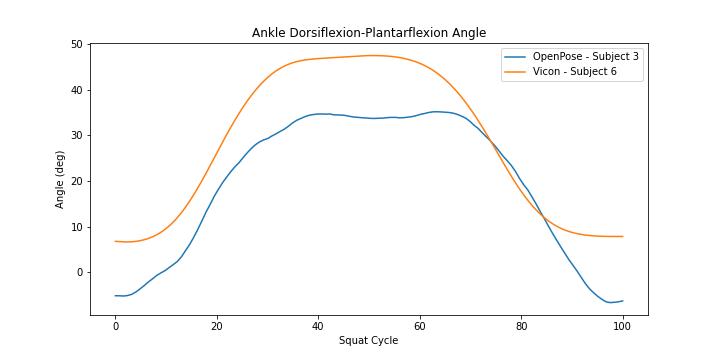 Ankle Dorsiflexion-Plantarflexion Angle
OpenPose - Subject 3
Vicon - Subject 6
50
40
30
20
10
0
Angle (deg)
0 20 40 60 80 100
Squat Cycle